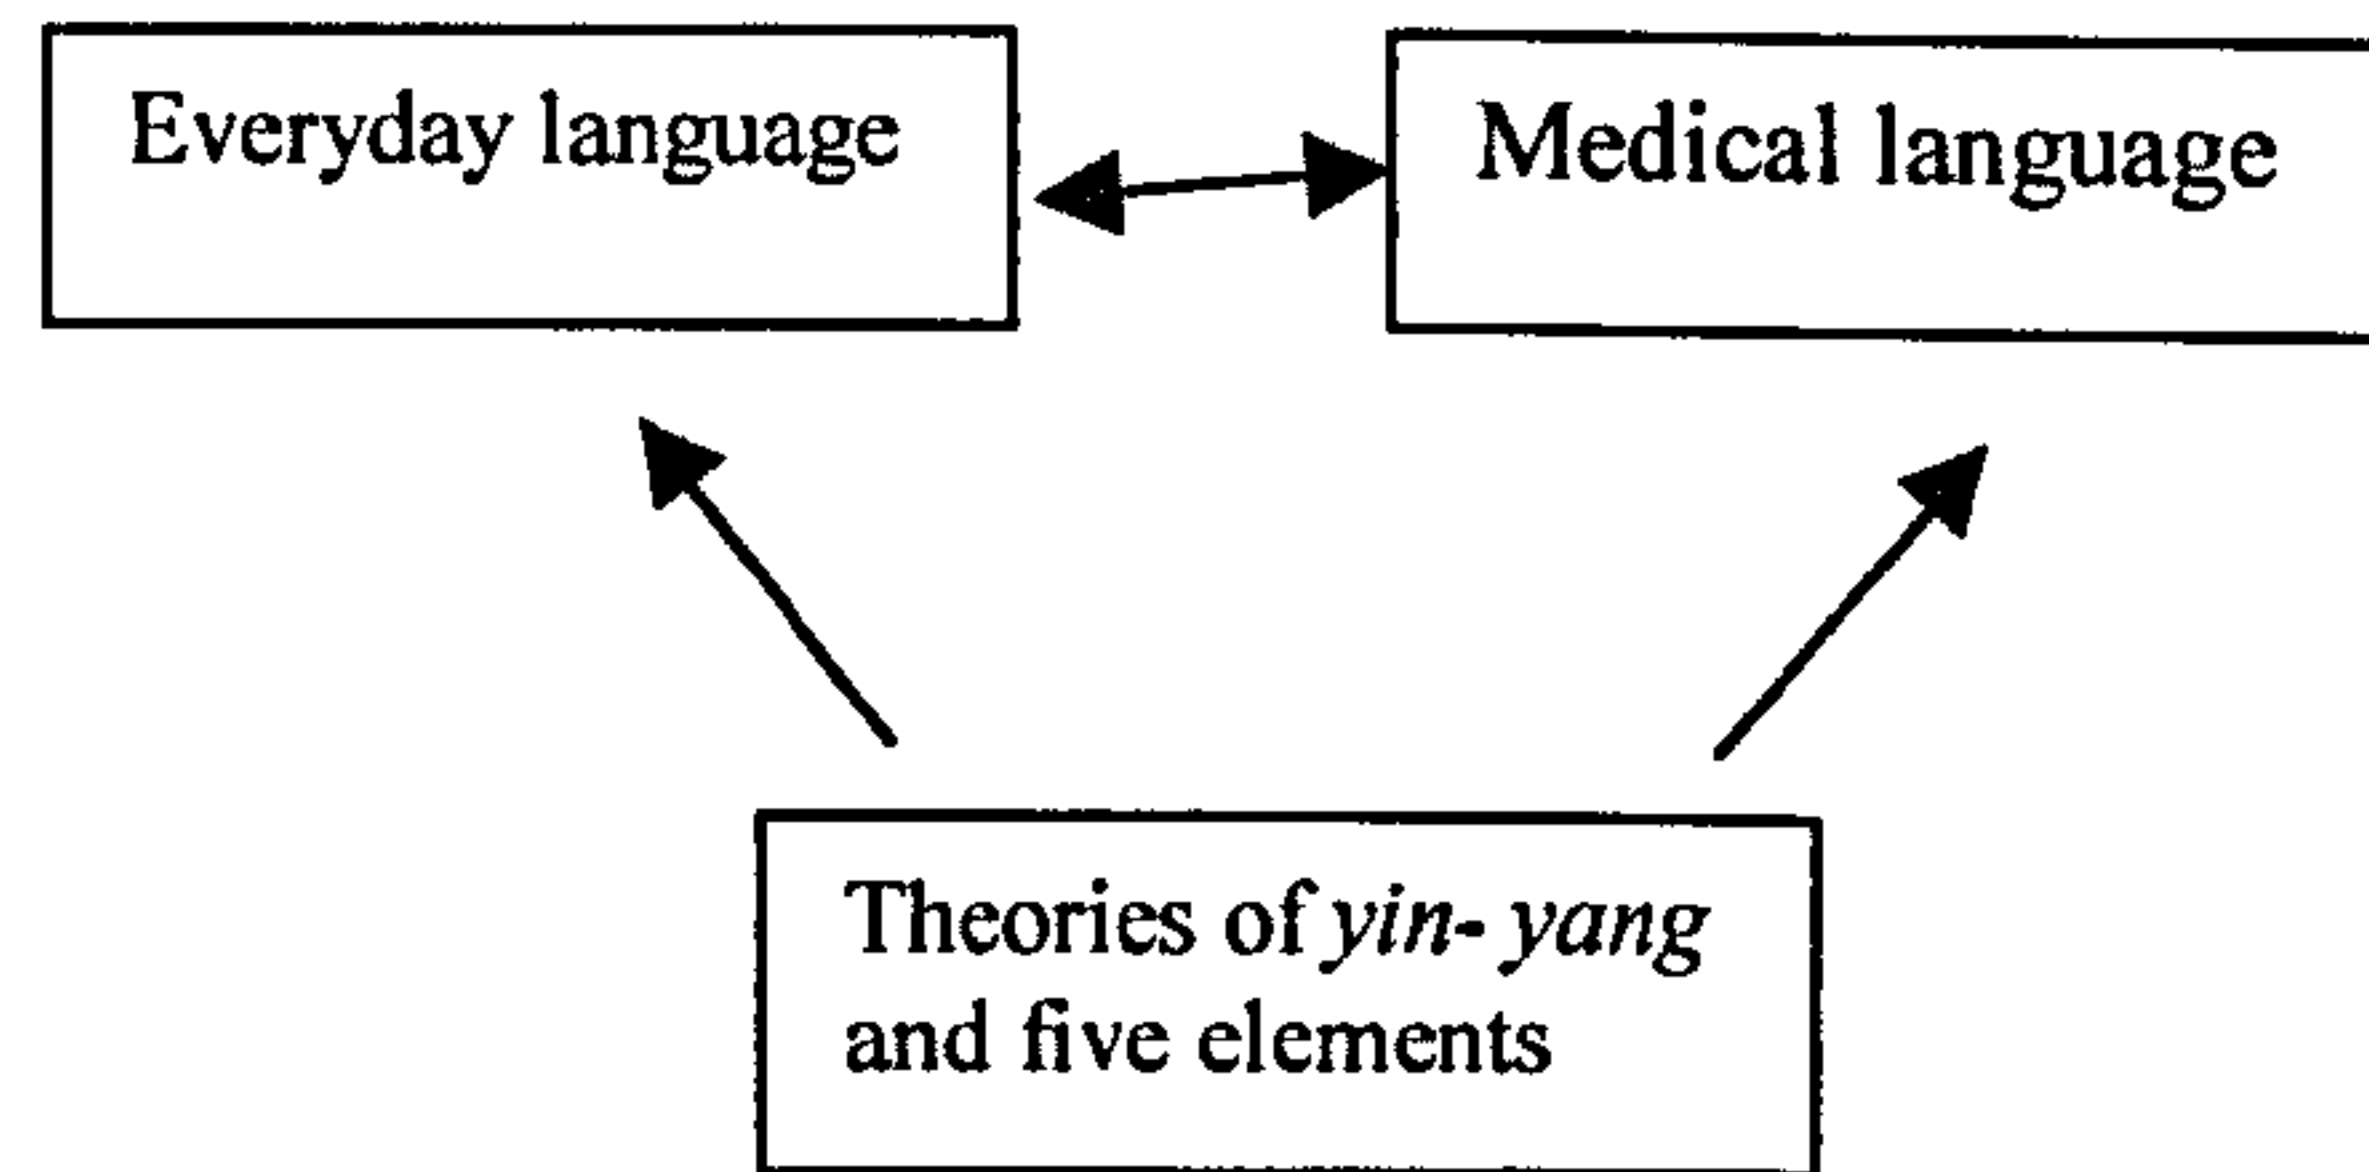 Everyday language
Medical language
Theories of yin- yang
and five elements